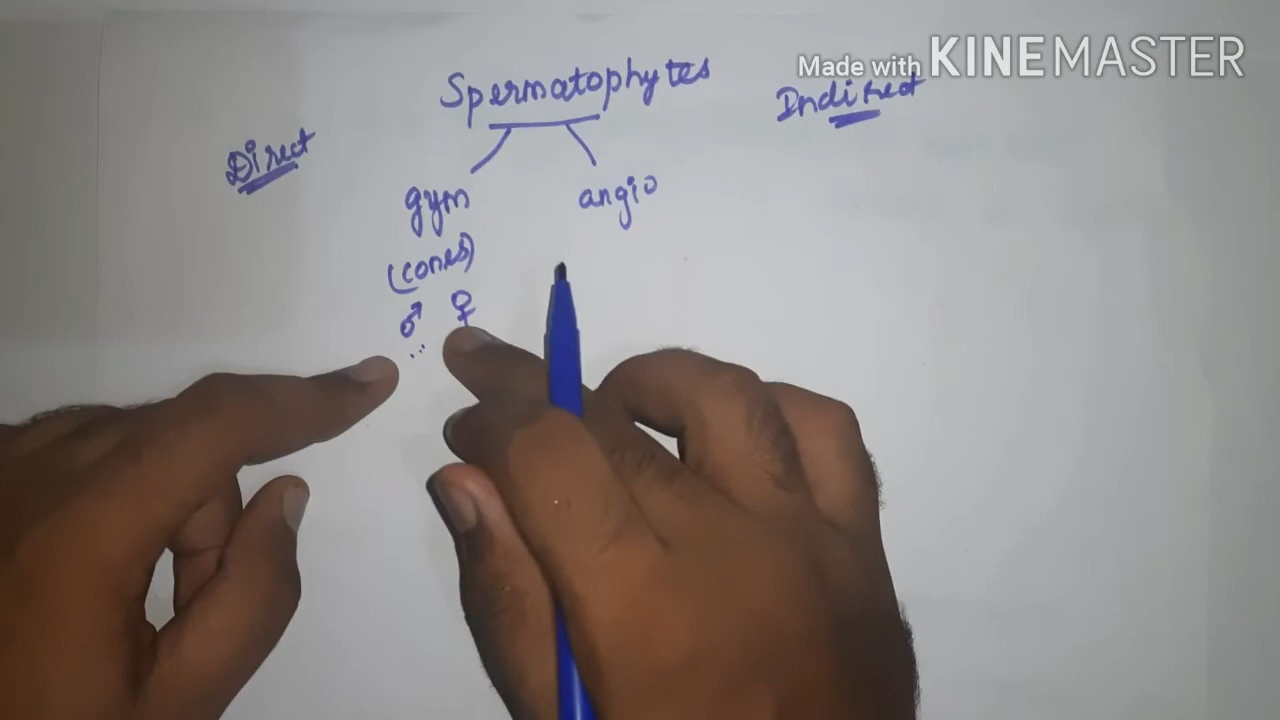 Made with KINEMASTER
Spermatophytes
Indirect
Direct
gym angio
(cones)
♂ ♀
...